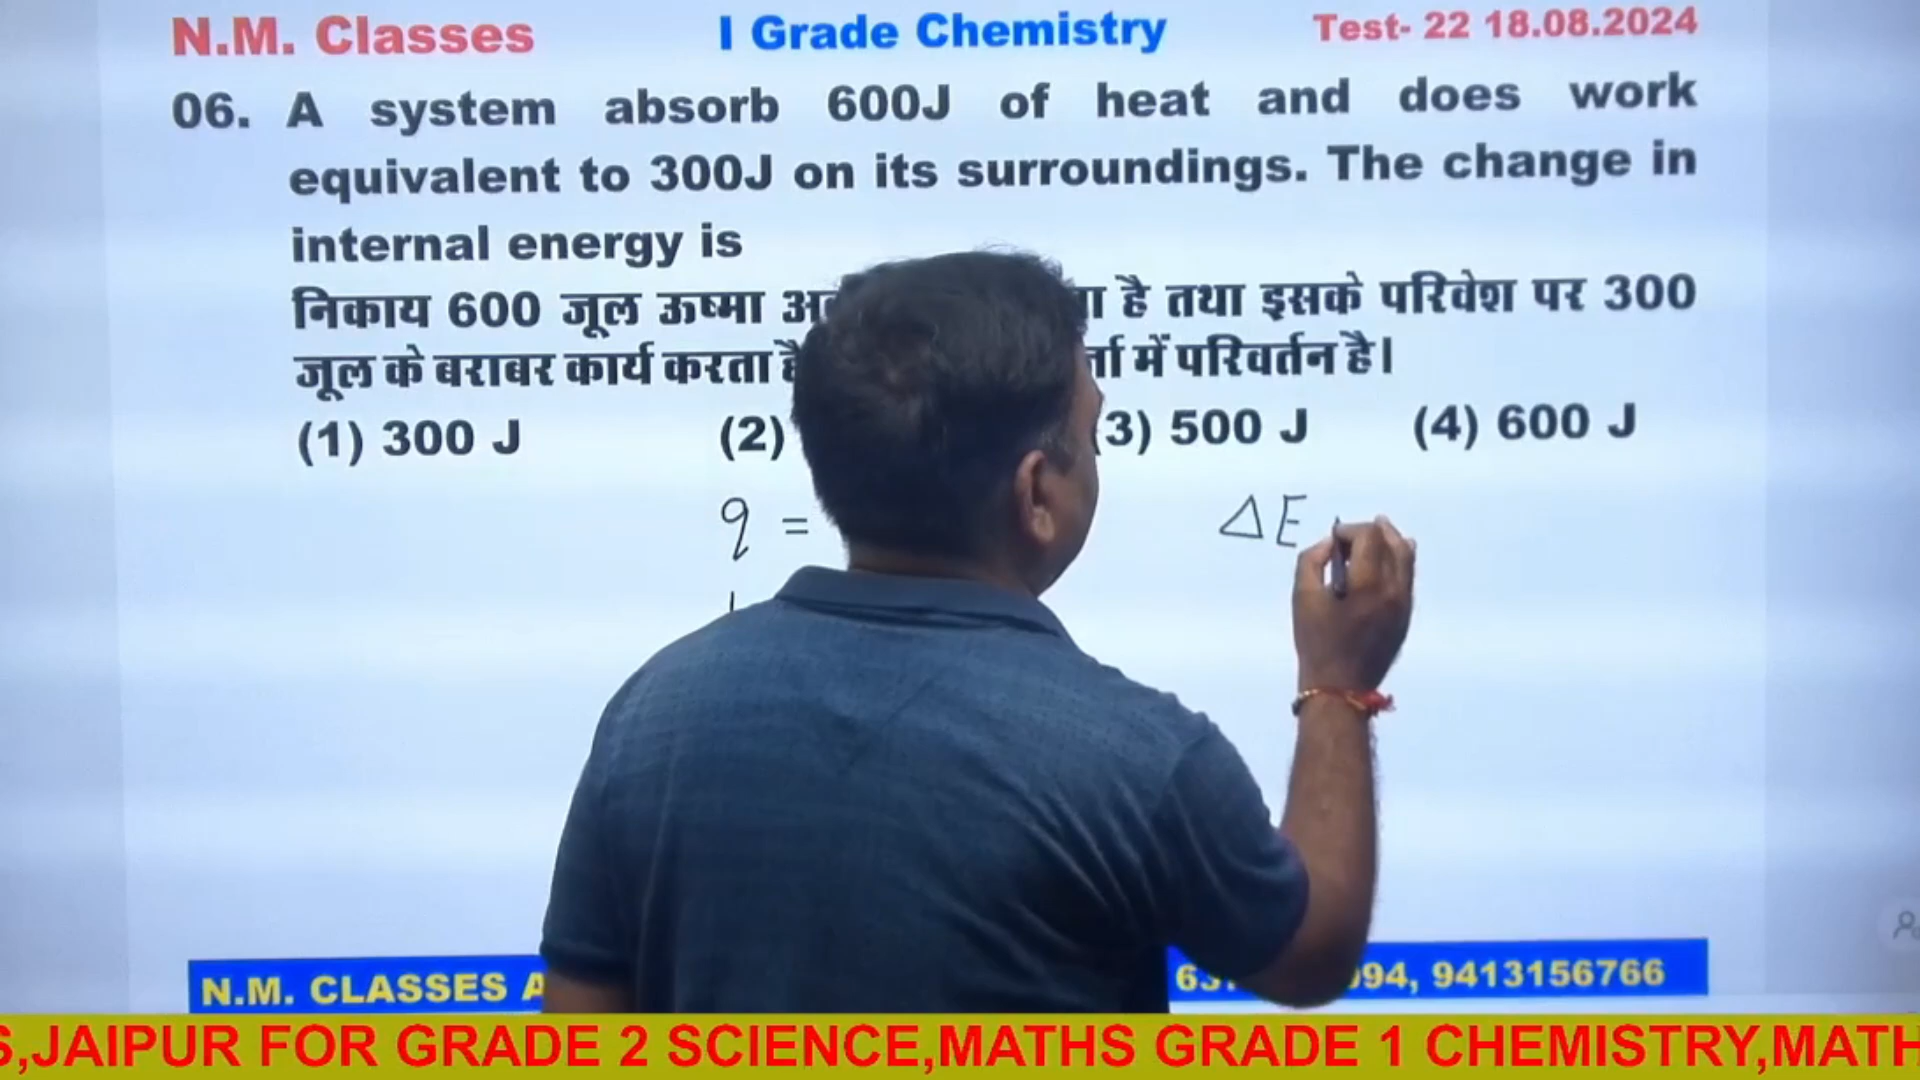 N.M. Classes I Grade Chemistry Test- 22 18.08.2024
06. A system absorb 600J of heat and does work
equivalent to 300J on its surroundings. The change in
internal energy is
निकाय 600 जूल ऊष्मा है तथा इसके परिवेश पर 300
जूल के बराबर कार्य करता में परिवर्तन है।
(1) 300 J (2) (3) 500 J (4) 600 J
q = ΔE
N.M. CLASSES 9413156766
,JAIPUR FOR GRADE 2 SCIENCE,MATHS GRADE 1 CHEMISTRY,MATH